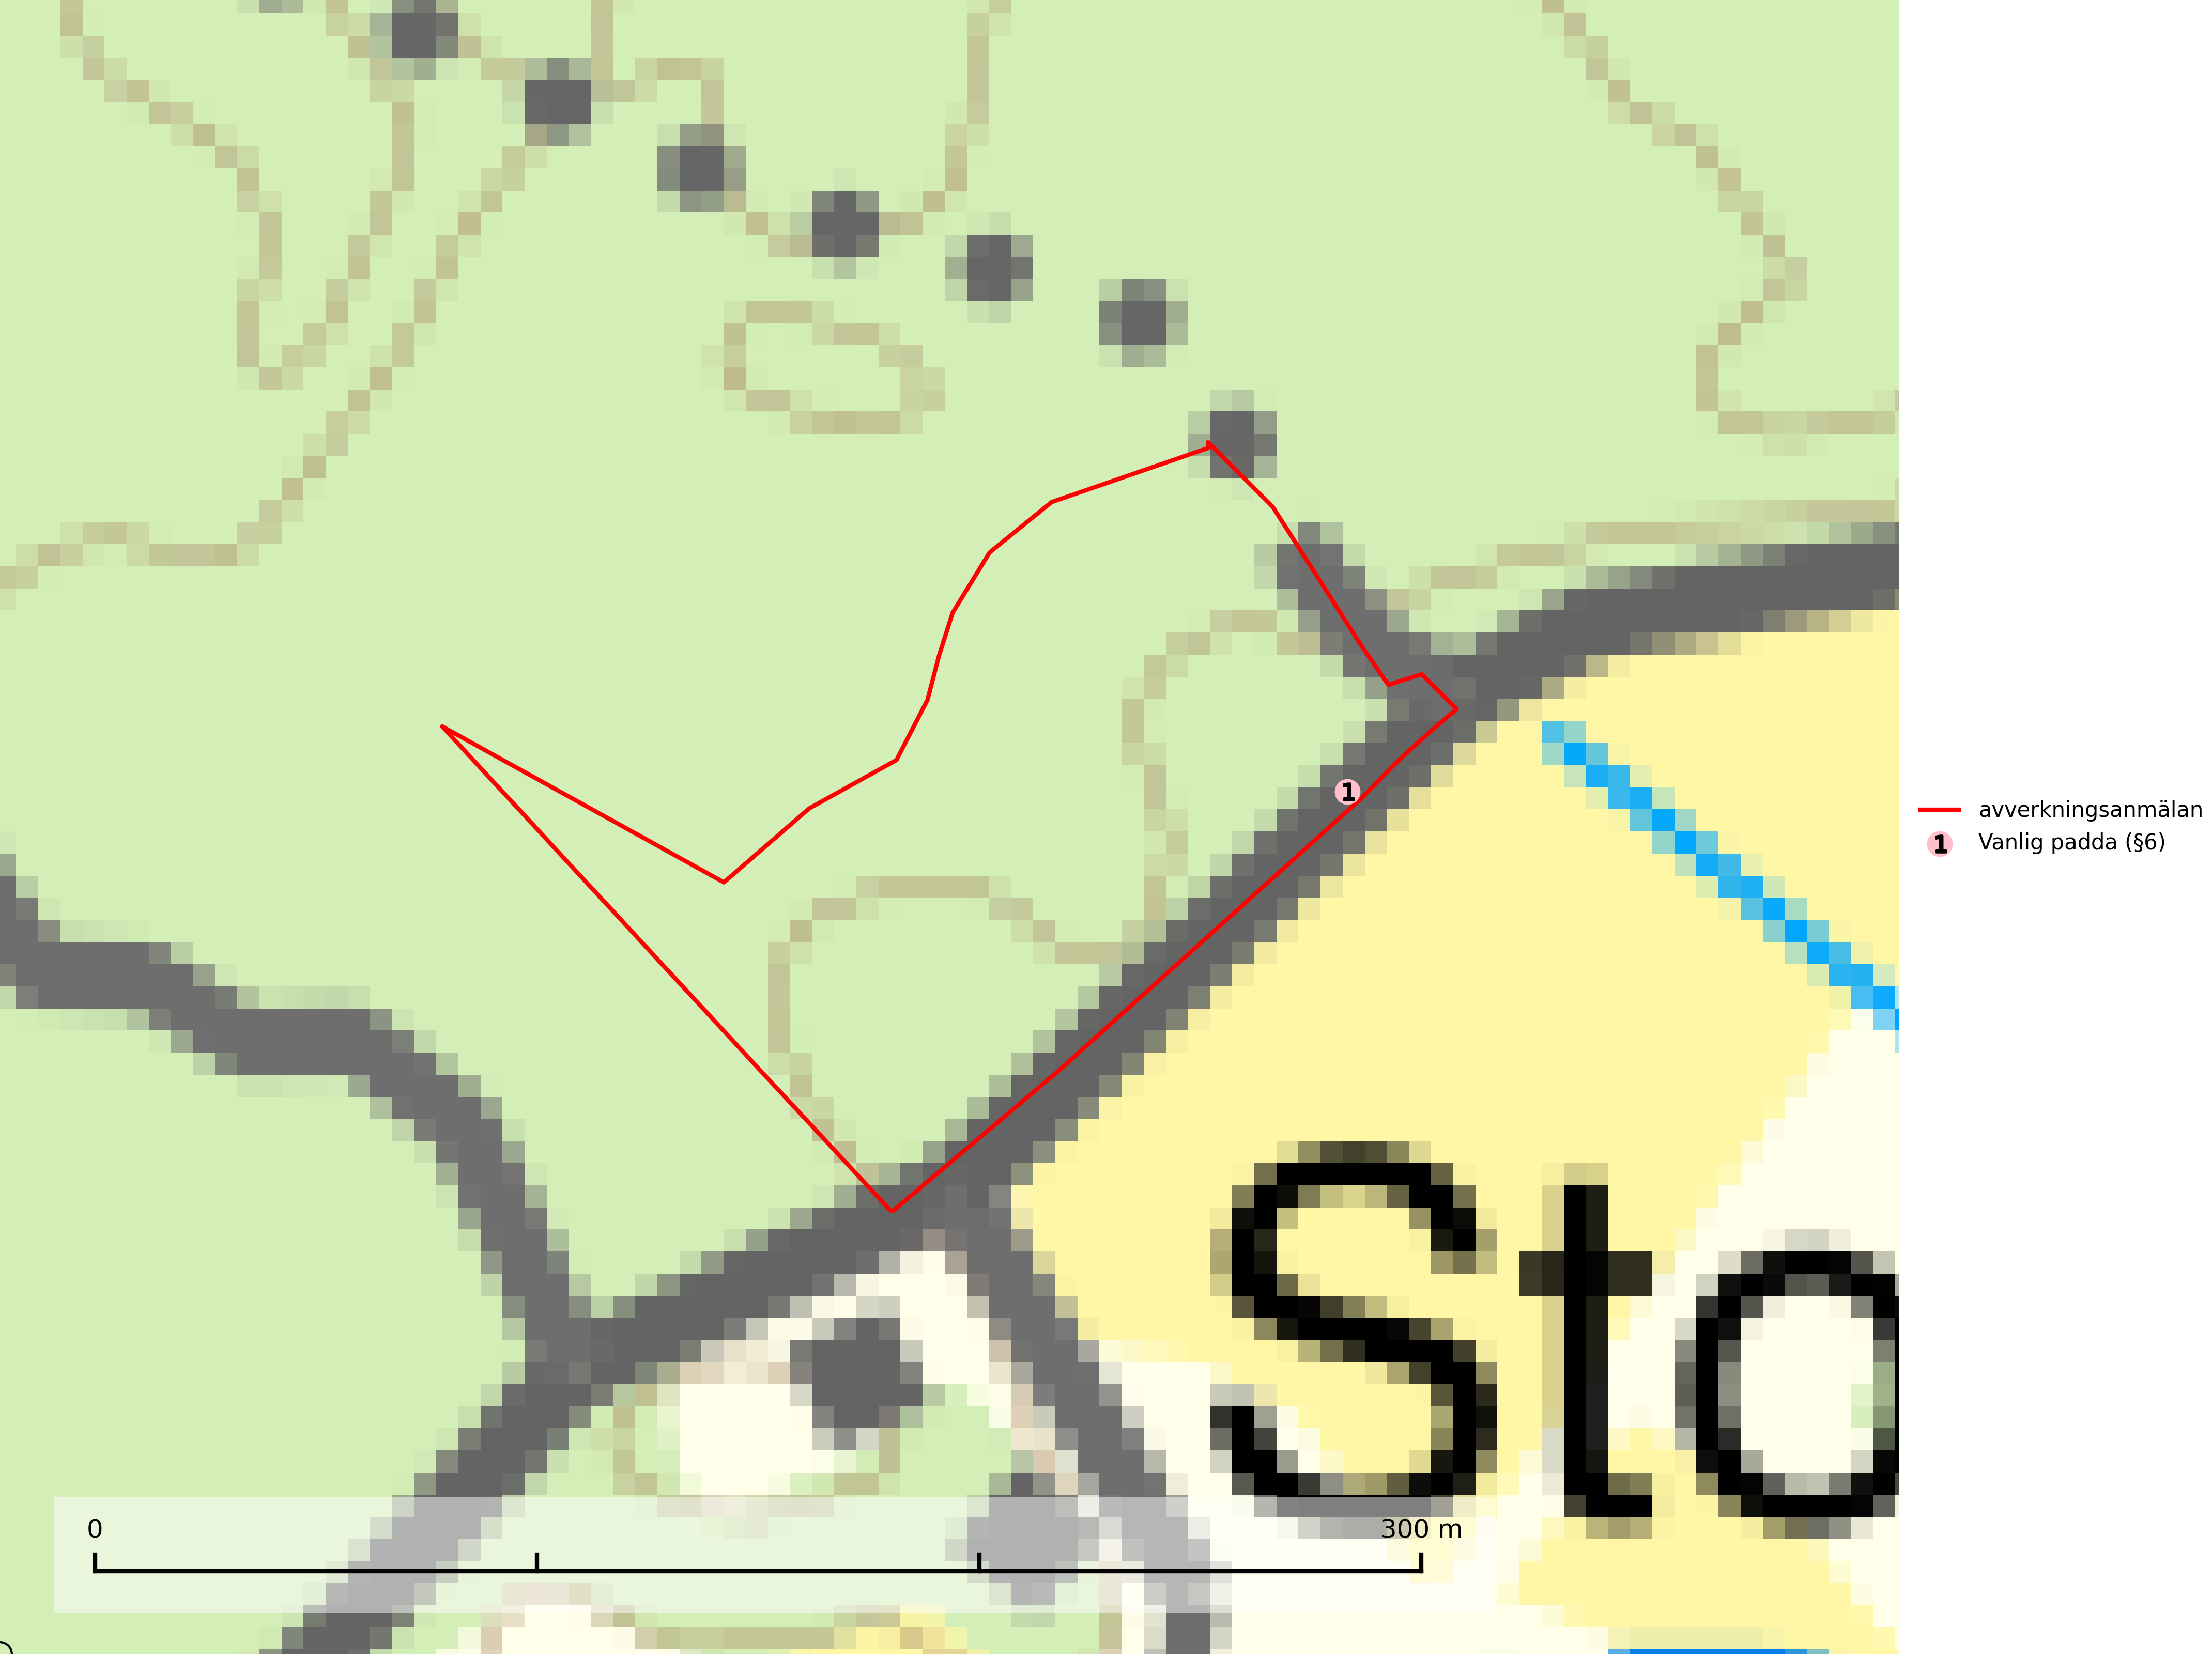 1
avverkningsanmälan
1 Vanlig padda (§6)
Sto
0 300 m